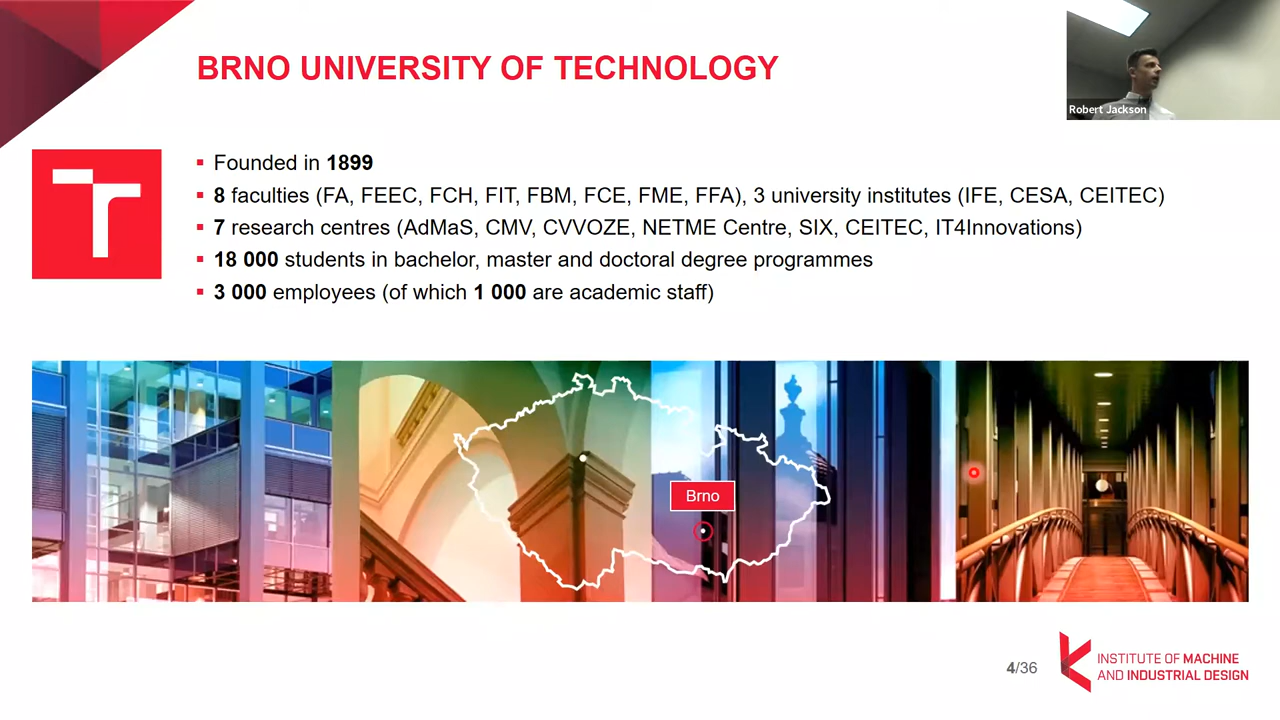 BRNO UNIVERSITY OF TECHNOLOGY
Robert Jackson
Founded in 1899
8 faculties (FA, FEEC, FCH, FIT, FBM, FCE, FME, FFA), 3 university institutes (IFE, CESA, CEITEC)
7 research centres (AdMaS, CMV, CVVOZE, NETME Centre, SIX, CEITEC, IT4Innovations)
18 000 students in bachelor, master and doctoral degree programmes
3 000 employees (of which 1 000 are academic staff)
Brno
4/36
INSTITUTE OF MACHINE
AND INDUSTRIAL DESIGN